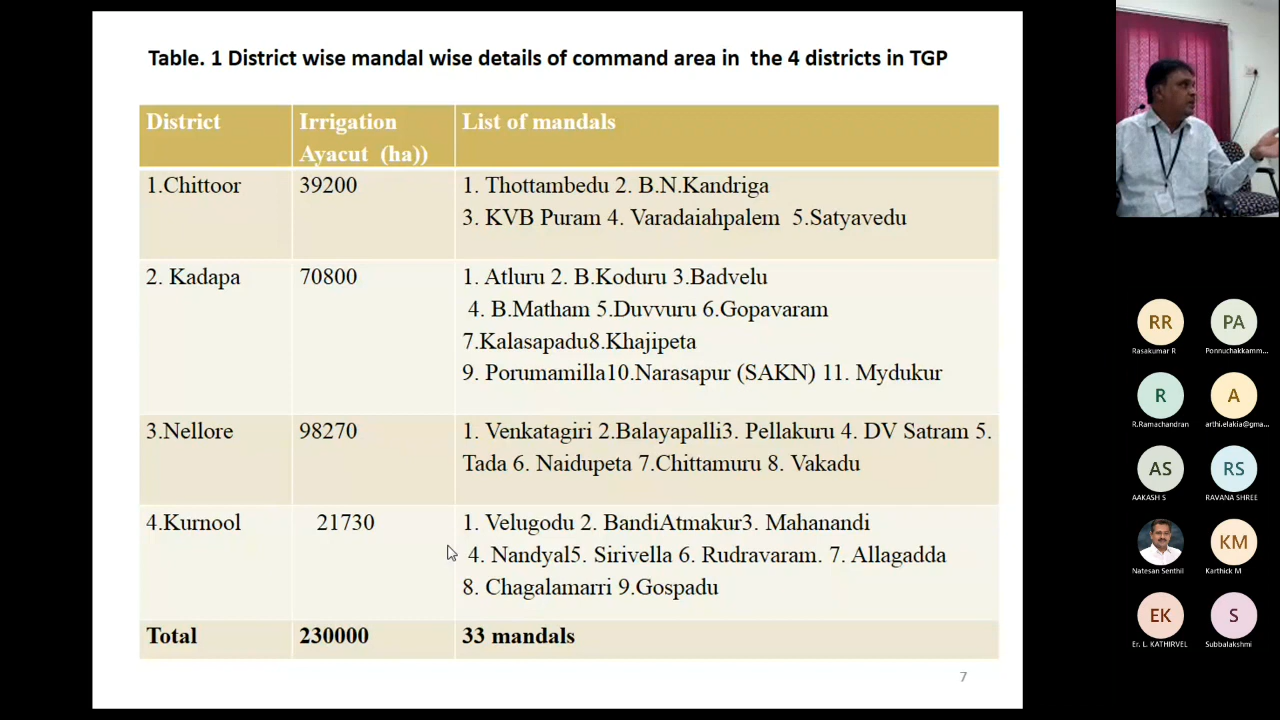 Table. 1 District wise mandal wise details of command area in the 4 districts in TGP
District
Irrigation
Ayacut (ha))
List of mandals
1.Chittoor
39200
1. Thottambedu 2. B.N.Kandriga
3. KVB Puram 4. Varadaiahpalem 5.Satyavedu
2. Kadapa
70800
1. Atluru 2. B.Koduru 3.Badvelu
4. B.Matham 5.Duvvuru 6.Gopavaram
7.Kalasapadu8.Khajipeta
9. Porumamilla10.Narasapur (SAKN) 11. Mydukur
3.Nellore
98270
1. Venkatagiri 2.Balayapalli3. Pellakuru 4. DV Satram 5.
Tada 6. Naidupeta 7.Chittamuru 8. Vakadu
4.Kurnool
21730
1. Velugodu 2. BandiAtmakur3. Mahanandi
4. Nandyal5. Sirivella 6. Rudravaram. 7. Allagadda
8. Chagalamarri 9.Gospadu
Total
230000
33 mandals
7
RR
PA
Rasakumar R
Ponnuchakkamm...
R
A
R.Ramachandran
arthi.elakia@gma...
AS
RS
AAKASH S
RAVANA SHREE
KM
Natesan Senthil
Karthick M
EK
S
Er. L. KATHIRVEL
Subbalakshmi